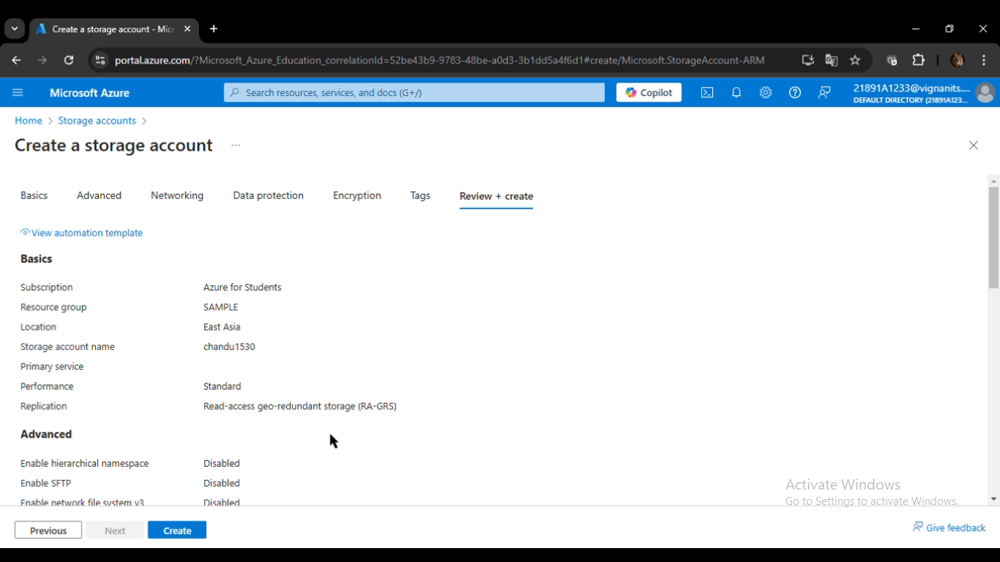 Create a storage account - Mic
portal.azure.com/?Microsoft_Azure_Education_correlationId=52be43b9-9783-48be-a0d3-3b1dd5a4f6d1#create/Microsoft.StorageAccount-ARM
Microsoft Azure
Search resources, services, and docs (G+/)
Copilot
21891A1233@vignanits....
DEFAULT DIRECTORY (21891A123...
Home > Storage accounts >
Create a storage account ...
Basics Advanced Networking Data protection Encryption Tags Review + create
View automation template
Basics
Subscription Azure for Students
Resource group SAMPLE
Location East Asia
Storage account name chandu1530
Primary service
Performance Standard
Replication Read-access geo-redundant storage (RA-GRS)
Advanced
Enable hierarchical namespace Disabled
Enable SFTP Disabled
Enable network file system v3 Disabled
Activate Windows
Go to Settings to activate Windows.
Previous Next Create
Give feedback